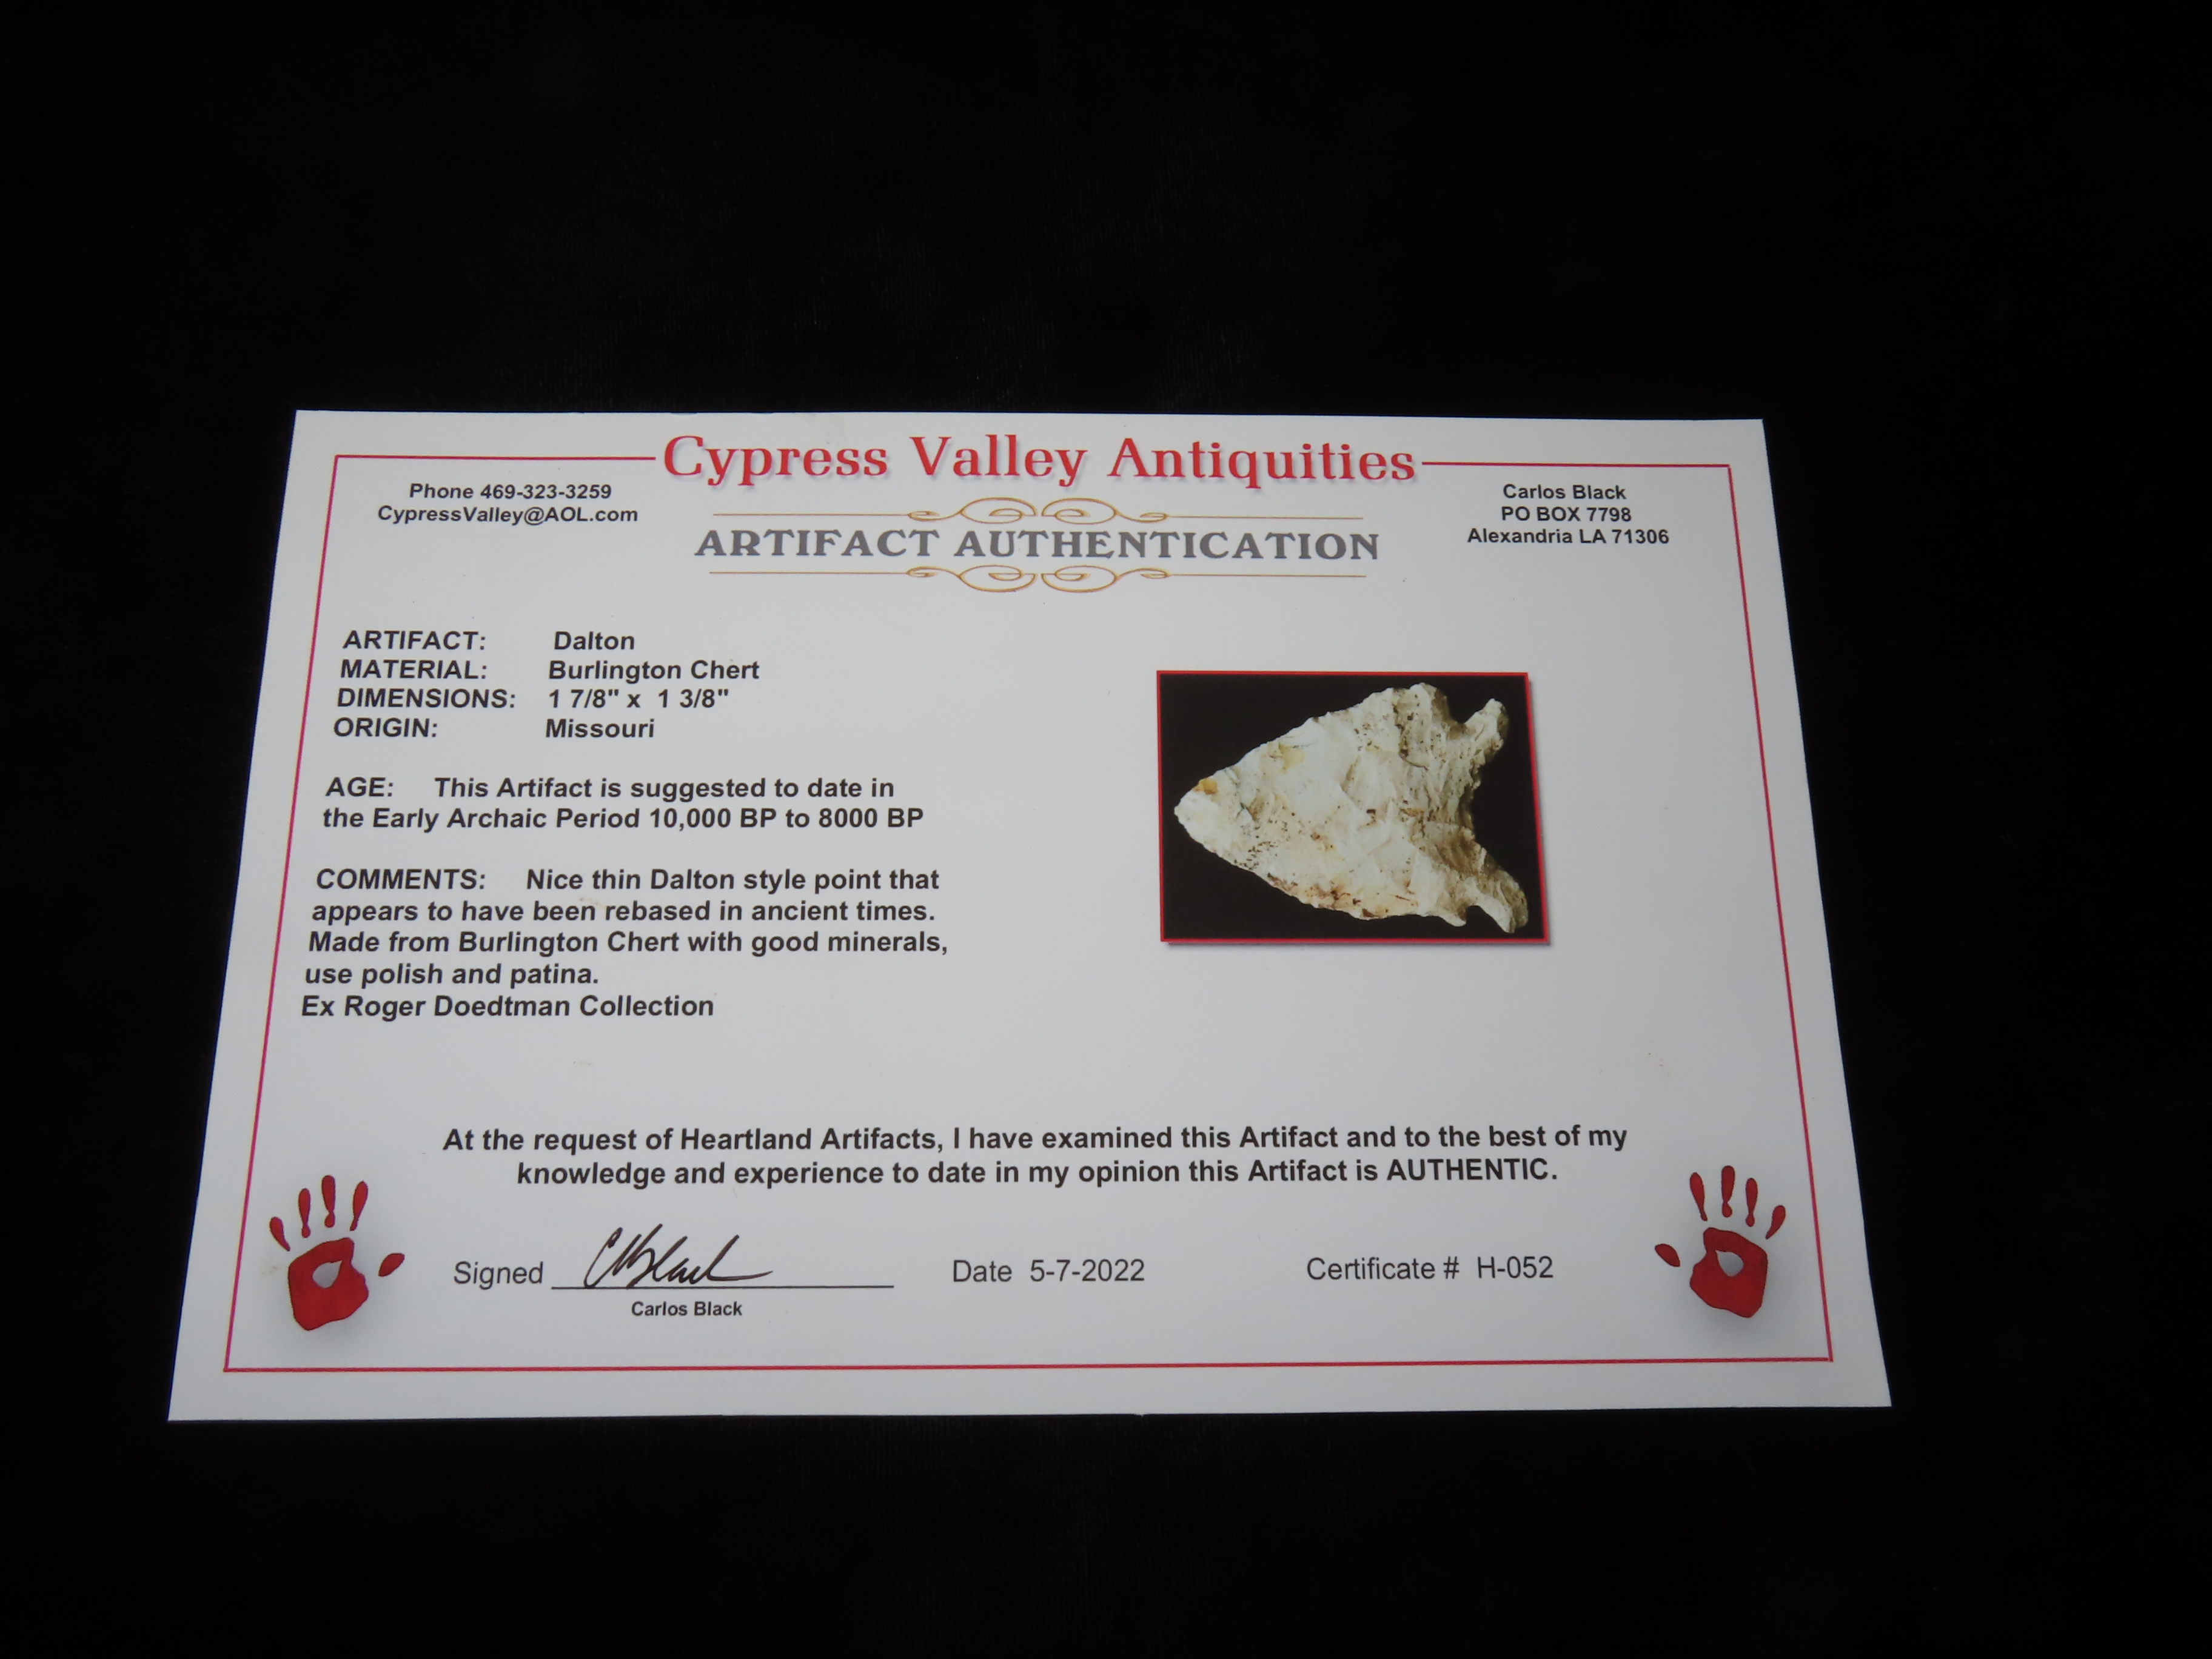 Cypress Valley Antiquities
Phone 469-323-3259
CypressValley@AOL.com
Carlos Black
PO BOX 7798
Alexandria LA 71306
ARTIFACT AUTHENTICATION
ARTIFACT: Dalton
MATERIAL: Burlington Chert
DIMENSIONS: 1 7/8" x 1 3/8"
ORIGIN: Missouri
AGE: This Artifact is suggested to date in
the Early Archaic Period 10,000 BP to 8000 BP
COMMENTS: Nice thin Dalton style point that
appears to have been rebased in ancient times.
Made from Burlington Chert with good minerals,
use polish and patina.
Ex Roger Doedtman Collection
At the request of Heartland Artifacts, I have examined this Artifact and to the best of my
knowledge and experience to date in my opinion this Artifact is AUTHENTIC.
Signed CWBlack Date 5-7-2022 Certificate # H-052
Carlos Black